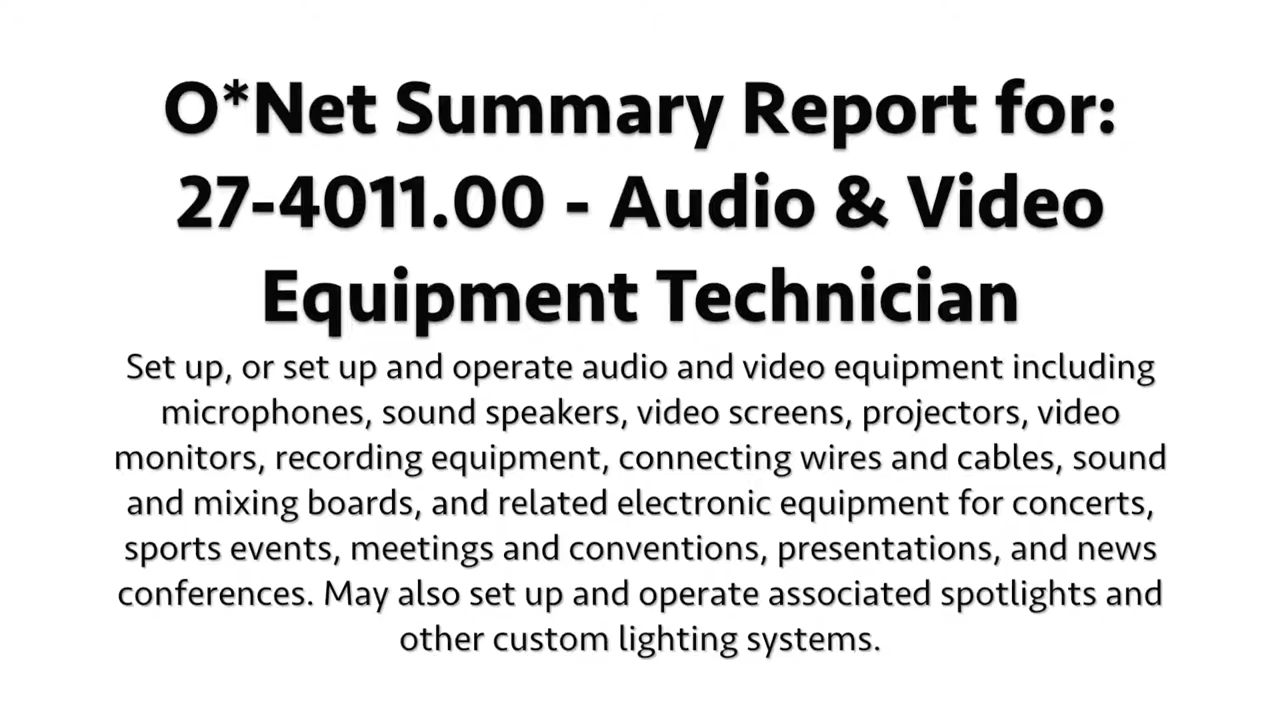 O*Net Summary Report for:
27-4011.00 - Audio & Video
Equipment Technician
Set up, or set up and operate audio and video equipment including
microphones, sound speakers, video screens, projectors, video
monitors, recording equipment, connecting wires and cables, sound
and mixing boards, and related electronic equipment for concerts,
sports events, meetings and conventions, presentations, and news
conferences. May also set up and operate associated spotlights and
other custom lighting systems.